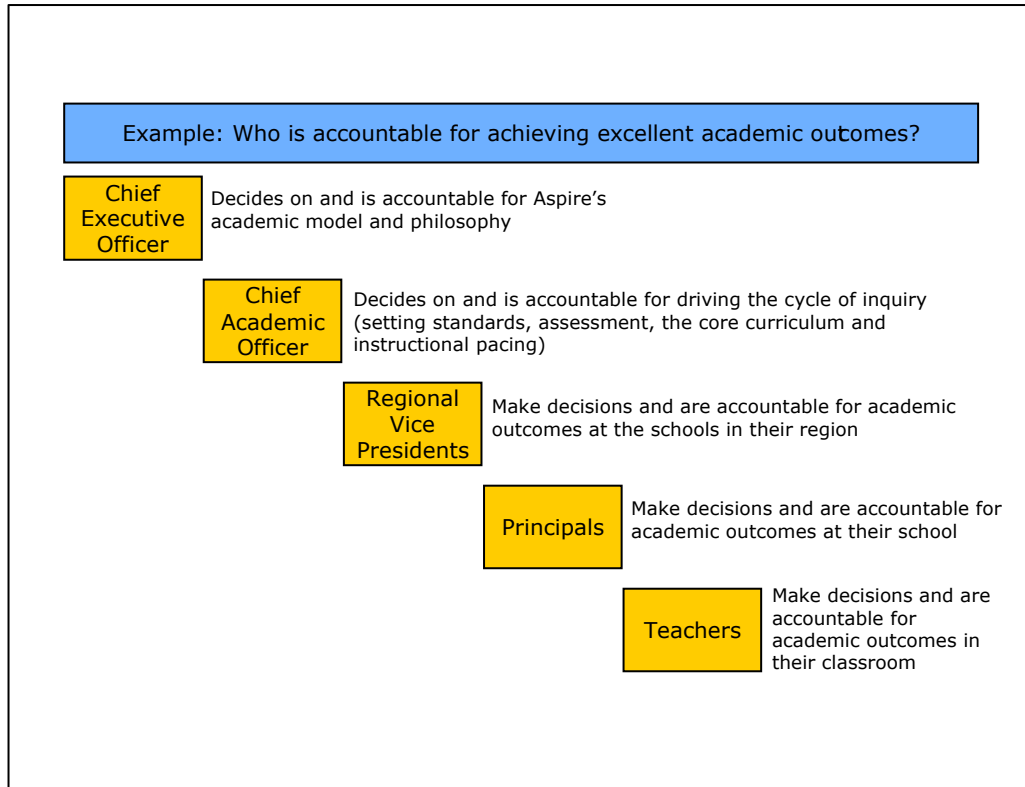 Example: Who is accountable for achieving excellent academic outcomes?
Chief
Executive
Officer
Decides on and is accountable for Aspire’s
academic model and philosophy
Chief
Academic
Officer
Decides on and is accountable for driving the cycle of inquiry
(setting standards, assessment, the core curriculum and
instructional pacing)
Regional
Vice
Presidents
Make decisions and are accountable for academic
outcomes at the schools in their region
Principals
Make decisions and are accountable for
academic outcomes at their school
Teachers
Make decisions and are
accountable for
academic outcomes in
their classroom